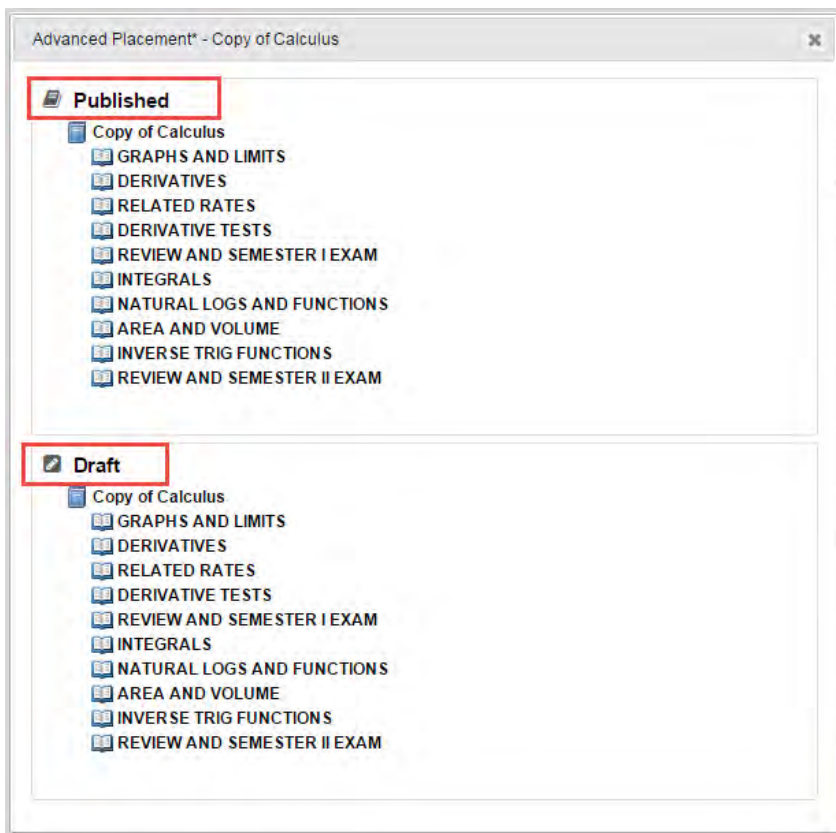 Advanced Placement* - Copy of Calculus
Published
Copy of Calculus
GRAPHS AND LIMITS
DERIVATIVES
RELATED RATES
DERIVATIVE TESTS
REVIEW AND SEMESTER I EXAM
INTEGRALS
NATURAL LOGS AND FUNCTIONS
AREA AND VOLUME
INVERSE TRIG FUNCTIONS
REVIEW AND SEMESTER II EXAM
Draft
Copy of Calculus
GRAPHS AND LIMITS
DERIVATIVES
RELATED RATES
DERIVATIVE TESTS
REVIEW AND SEMESTER I EXAM
INTEGRALS
NATURAL LOGS AND FUNCTIONS
AREA AND VOLUME
INVERSE TRIG FUNCTIONS
REVIEW AND SEMESTER II EXAM